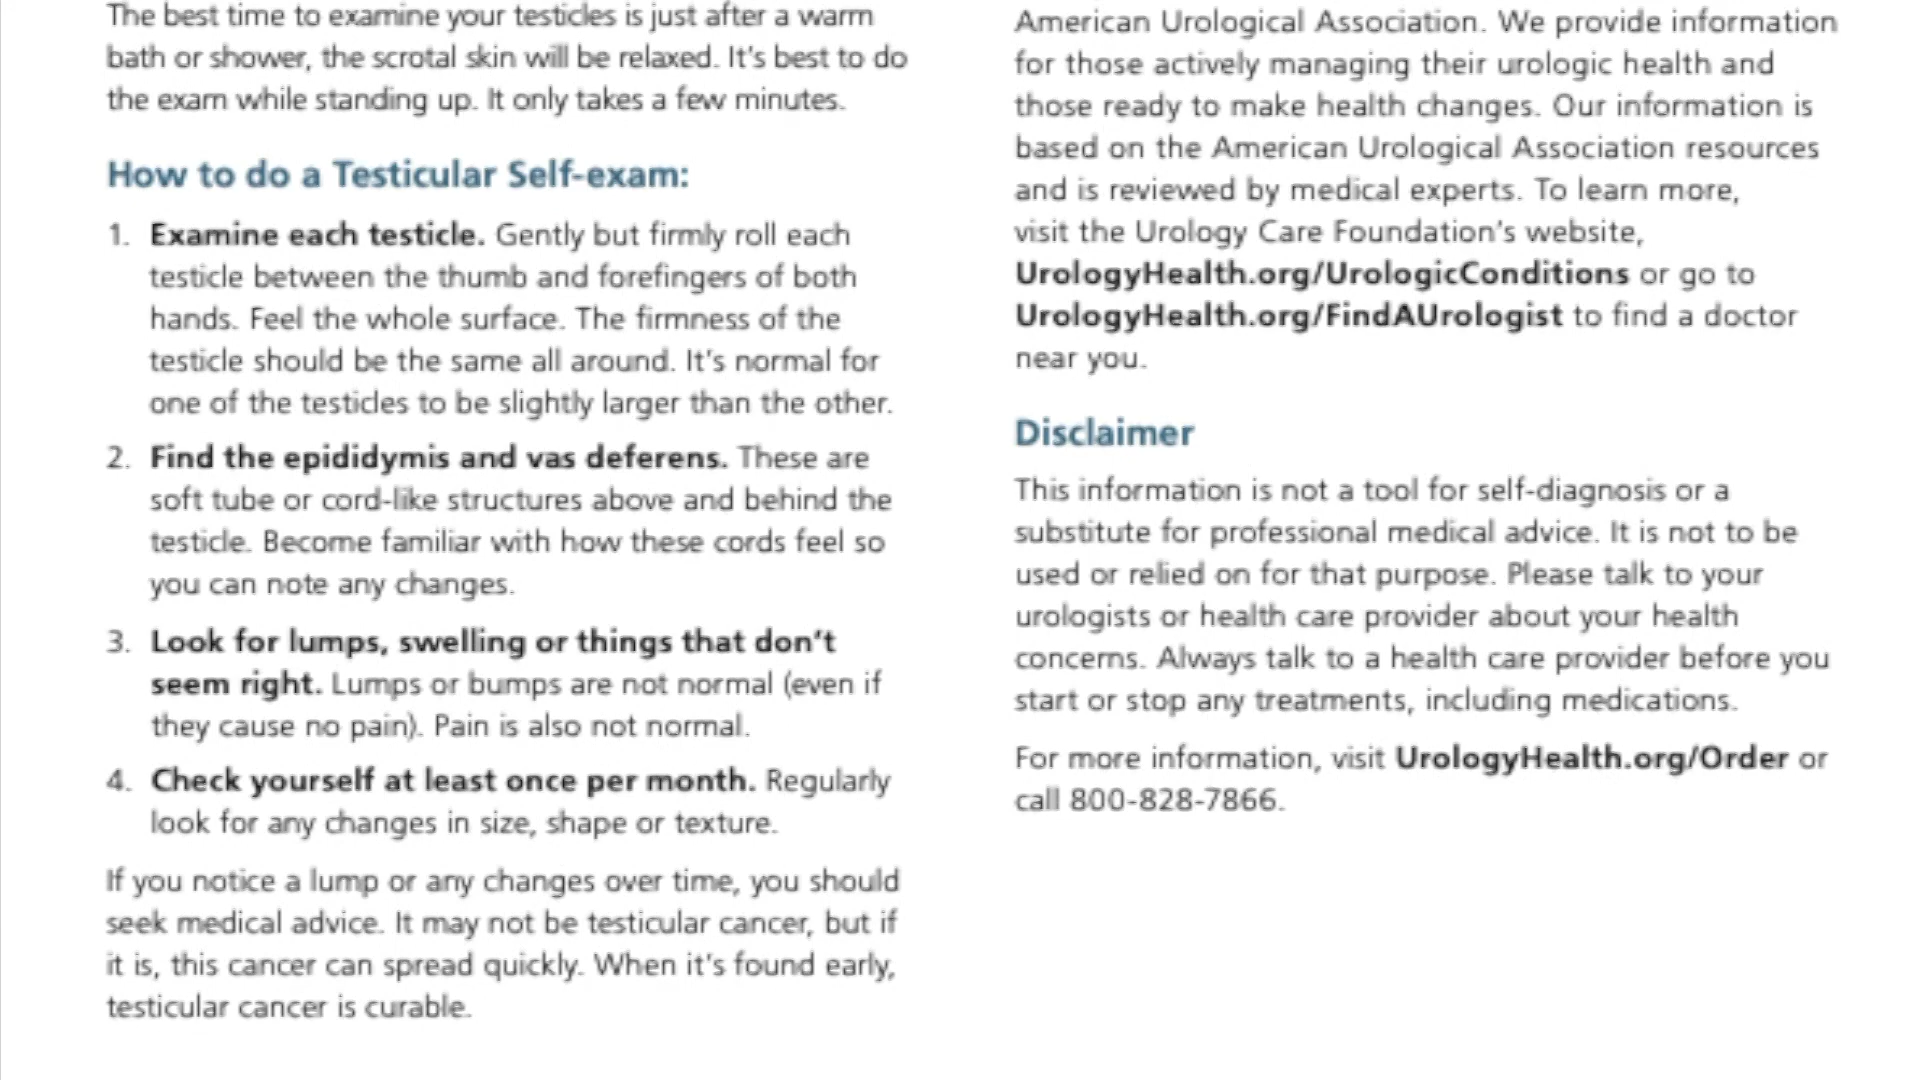 The best time to examine your testicles is just after a warm
bath or shower, the scrotal skin will be relaxed. It's best to do
the exam while standing up. It only takes a few minutes.
How to do a Testicular Self-exam:
1. Examine each testicle. Gently but firmly roll each
testicle between the thumb and forefingers of both
hands. Feel the whole surface. The firmness of the
testicle should be the same all around. It's normal for
one of the testicles to be slightly larger than the other.
2. Find the epididymis and vas deferens. These are
soft tube or cord-like structures above and behind the
testicle. Become familiar with how these cords feel so
you can note any changes.
3. Look for lumps, swelling or things that don't
seem right. Lumps or bumps are not normal (even if
they cause no pain). Pain is also not normal.
4. Check yourself at least once per month. Regularly
look for any changes in size, shape or texture.
If you notice a lump or any changes over time, you should
seek medical advice. It may not be testicular cancer, but if
it is, this cancer can spread quickly. When it's found early,
testicular cancer is curable.
American Urological Association. We provide information
for those actively managing their urologic health and
those ready to make health changes. Our information is
based on the American Urological Association resources
and is reviewed by medical experts. To learn more,
visit the Urology Care Foundation's website,
UrologyHealth.org/UrologicConditions or go to
UrologyHealth.org/FindAUrologist to find a doctor
near you.
Disclaimer
This information is not a tool for self-diagnosis or a
substitute for professional medical advice. It is not to be
used or relied on for that purpose. Please talk to your
urologists or health care provider about your health
concerns. Always talk to a health care provider before you
start or stop any treatments, including medications.
For more information, visit UrologyHealth.org/Order or
call 800-828-7866.